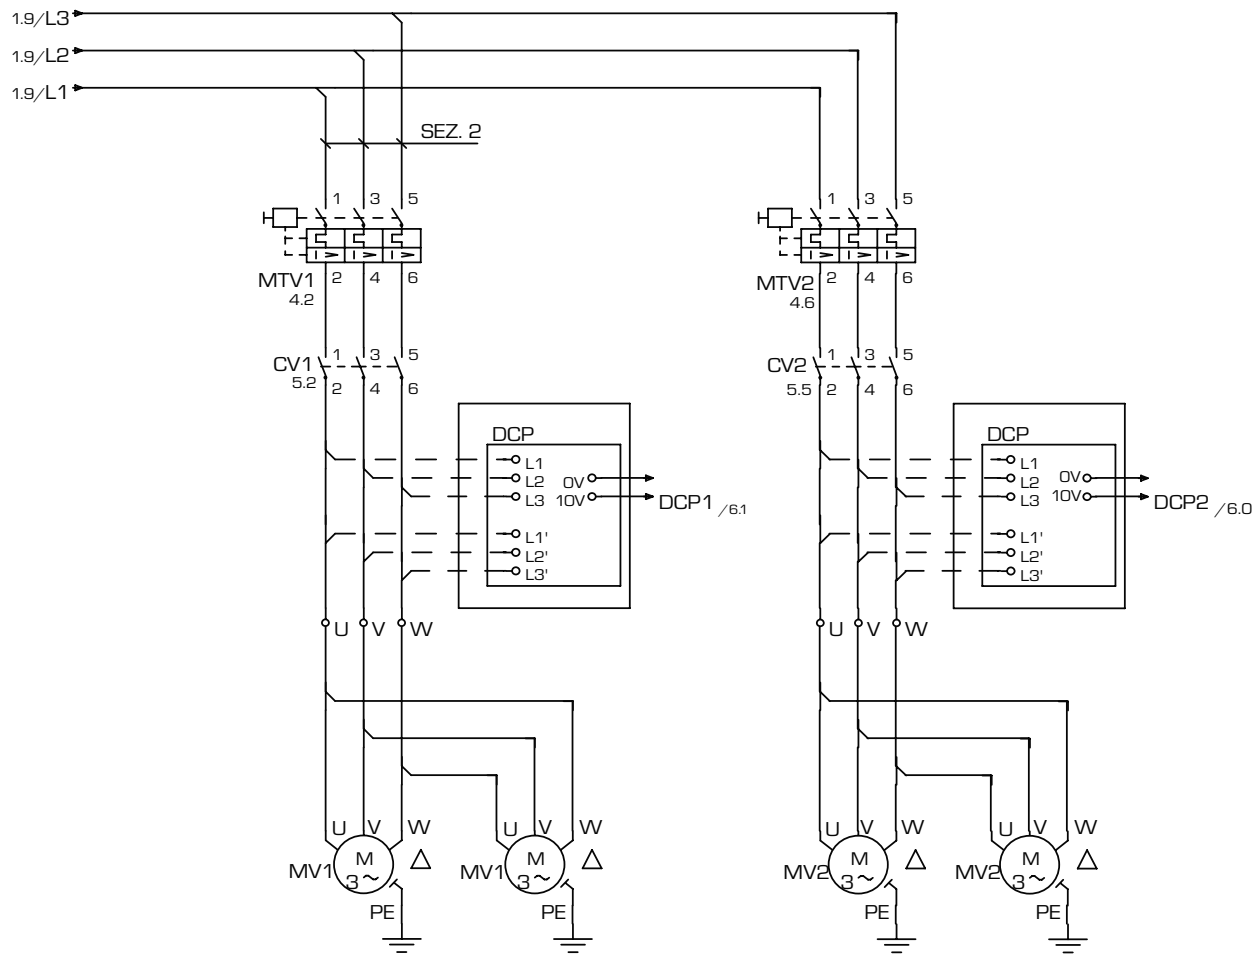 1.9/L3
1.9/L2
1.9/L1
SEZ. 2
1 3 5 1 3 5
MTV1 2 4 6 MTV2 2 4 6
4.2 4.6
CV1 1 3 5 CV2 1 3 5
5.2 2 4 6 5.5 2 4 6
DCP DCP
L1 L1
L2 0V L2 0V
L3 10V DCP1 /6.1 L3 10V DCP2 /6.0
L1' L1'
L2' L2'
L3' L3'
U V W U V W
U V W U V W U V W U V W
MV1 M 3~ MV1 M 3~ MV2 M 3~ MV2 M 3~
PE PE PE PE